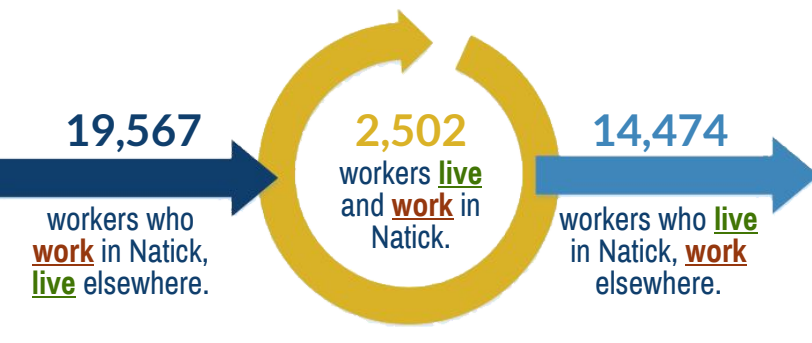 19,567
workers who
work in Natick,
live elsewhere.
2,502
workers live
and work in
Natick.
14,474
workers who live
in Natick, work
elsewhere.